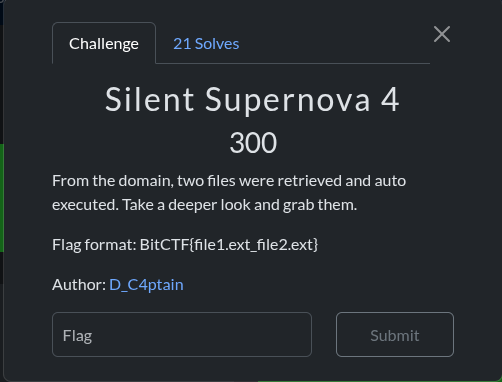 Challenge
21 Solves
Silent Supernova 4
300
From the domain, two files were retrieved and auto
executed. Take a deeper look and grab them.
Flag format: BitCTF{file1.ext_file2.ext}
Author: D_C4ptain
Flag
Submit